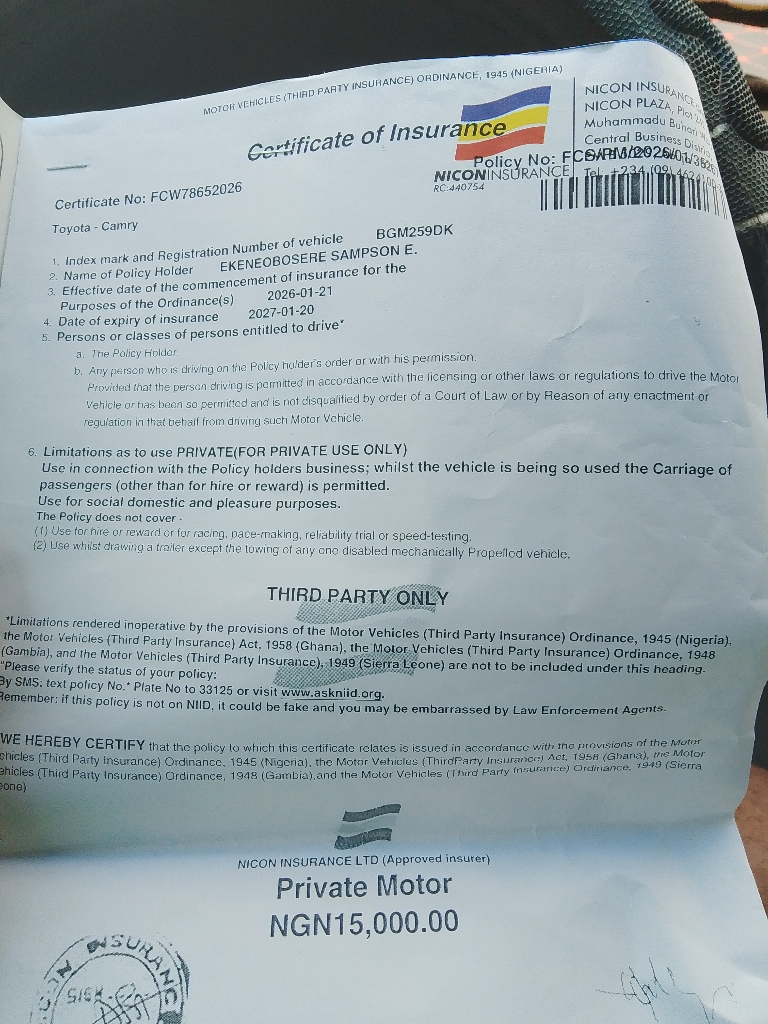 MOTOR VEHICLES (THIRD PARTY INSURANCE) ORDINANCE, 1945 (NIGERIA)
Certificate of Insurance
NICON INSURANCE
NICON PLAZA, Plot
Muhammadu Buhari
Central Business District
Tel: +234 (09)
Policy No:
NICONINSURANCE
RC:440754
Certificate No: FCW78652026
Toyota - Camry
1. Index mark and Registration Number of vehicle BGM259DK
2. Name of Policy Holder EKENEOBOSERE SAMPSON E.
3. Effective date of the commencement of insurance for the
Purposes of the Ordinance(s) 2026-01-21
4. Date of expiry of insurance 2027-01-20
5. Persons or classes of persons entitled to drive*
a. The Policy Holder.
b. Any person who is driving on the Policy holder's order or with his permission.
Provided that the person driving is permitted in accordance with the licensing or other laws or regulations to drive the Motor
Vehicle or has been so permitted and is not disqualified by order of a Court of Law or by Reason of any enactment or
regulation in that behalf from driving such Motor Vehicle.
6. Limitations as to use PRIVATE(FOR PRIVATE USE ONLY)
Use in connection with the Policy holders business; whilst the vehicle is being so used the Carriage of
passengers (other than for hire or reward) is permitted.
Use for social domestic and pleasure purposes.
The Policy does not cover -
(1) Use for hire or reward or for racing, pace-making, reliability trial or speed-testing.
(2) Use whilst drawing a trailer except the towing of any one disabled mechanically Propelled vehicle.
THIRD PARTY ONLY
*Limitations rendered inoperative by the provisions of the Motor Vehicles (Third Party Insurance) Ordinance, 1945 (Nigeria),
the Motor Vehicles (Third Party Insurance) Act, 1958 (Ghana), the Motor Vehicles (Third Party Insurance) Ordinance, 1948
(Gambia), and the Motor Vehicles (Third Party Insurance), 1949 (Sierra Leone) are not to be included under this heading.
"Please verify the status of your policy:
By SMS: text policy No.* Plate No to 33125 or visit www.askniid.org.
Remember: if this policy is not on NIID, it could be fake and you may be embarrassed by Law Enforcement Agents.
WE HEREBY CERTIFY that the policy to which this certificate relates is issued in accordance with the provisions of the Motor
ehicles (Third Party Insurance) Ordinance, 1945 (Nigeria), the Motor Vehicles (ThirdParty Insurance) Act, 1958 (Ghana), the Motor
ehicles (Third Party Insurance) Ordinance, 1948 (Gambia),and the Motor Vehicles (Third Party Insurance) Ordinance, 1949 (Sierra
eone)
NICON INSURANCE LTD (Approved insurer)
Private Motor
NGN15,000.00
NICON INSURANC